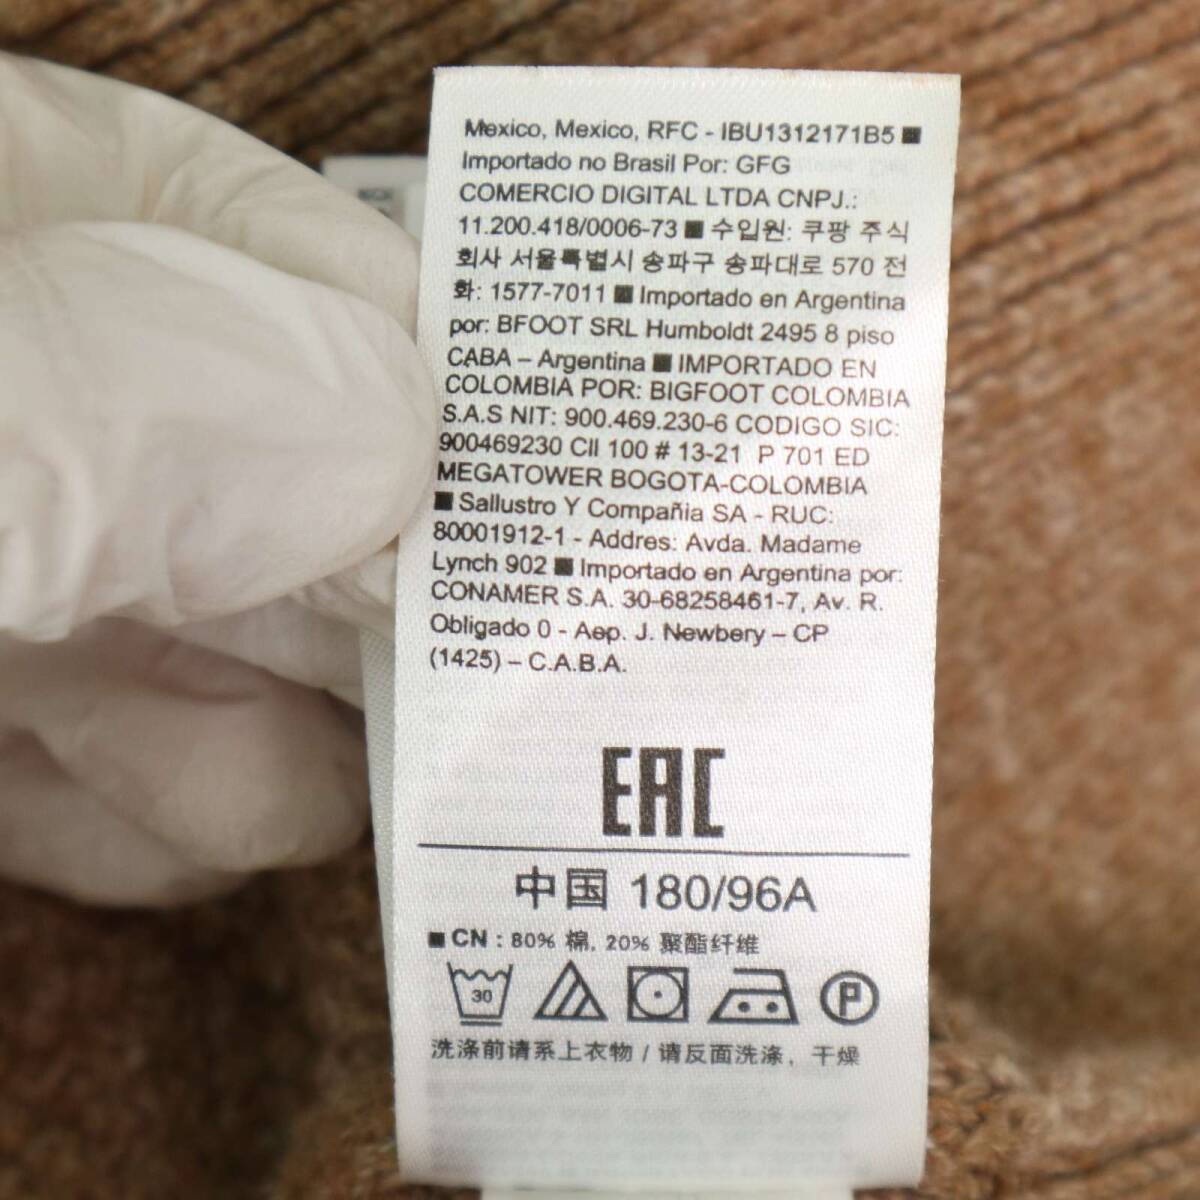 Mexico, Mexico, RFC - IBU1312171B5 ■
Importado no Brasil Por: GFG
COMERCIO DIGITAL LTDA CNPJ.:
11.200.418/0006-73 ■ 수입원: 쿠팡 주식
회사 서울특별시 송파구 송파대로 570 전
화: 1577-7011 ■ Importado en Argentina
por: BFOOT SRL Humboldt 2495 8 piso
CABA – Argentina ■ IMPORTADO EN
COLOMBIA POR: BIGFOOT COLOMBIA
S.A.S NIT: 900.469.230-6 CODIGO SIC:
900469230 Cll 100 # 13-21 P 701 ED
MEGATOWER BOGOTA-COLOMBIA
■ Sallustro Y Compañia SA - RUC:
80001912-1 - Addres: Avda. Madame
Lynch 902 ■ Importado en Argentina por:
CONAMER S.A. 30-68258461-7, Av. R.
Obligado 0 - Aep. J. Newbery – CP
(1425) – C.A.B.A.
EAC
中国 180/96A
■ CN : 80% 棉, 20% 聚酯纤维
30 P
洗涤前请系上衣物 / 请反面洗涤，干燥